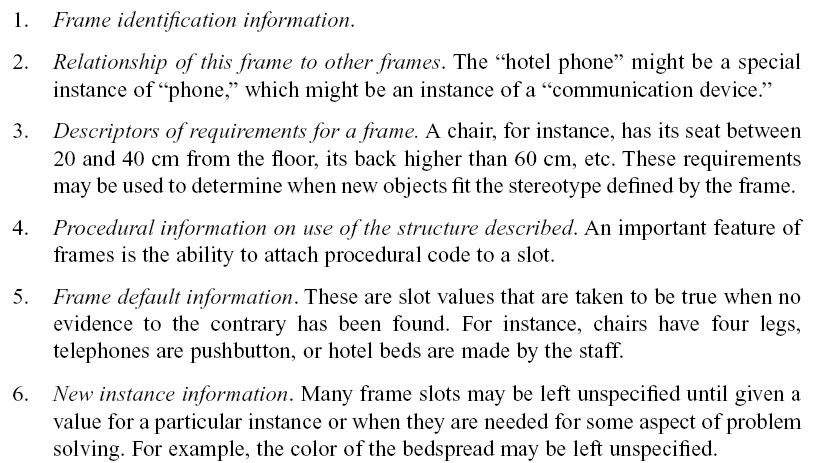 1. Frame identification information.
2. Relationship of this frame to other frames. The “hotel phone” might be a special
instance of “phone,” which might be an instance of a “communication device.”
3. Descriptors of requirements for a frame. A chair, for instance, has its seat between
20 and 40 cm from the floor, its back higher than 60 cm, etc. These requirements
may be used to determine when new objects fit the stereotype defined by the frame.
4. Procedural information on use of the structure described. An important feature of
frames is the ability to attach procedural code to a slot.
5. Frame default information. These are slot values that are taken to be true when no
evidence to the contrary has been found. For instance, chairs have four legs,
telephones are pushbutton, or hotel beds are made by the staff.
6. New instance information. Many frame slots may be left unspecified until given a
value for a particular instance or when they are needed for some aspect of problem
solving. For example, the color of the bedspread may be left unspecified.